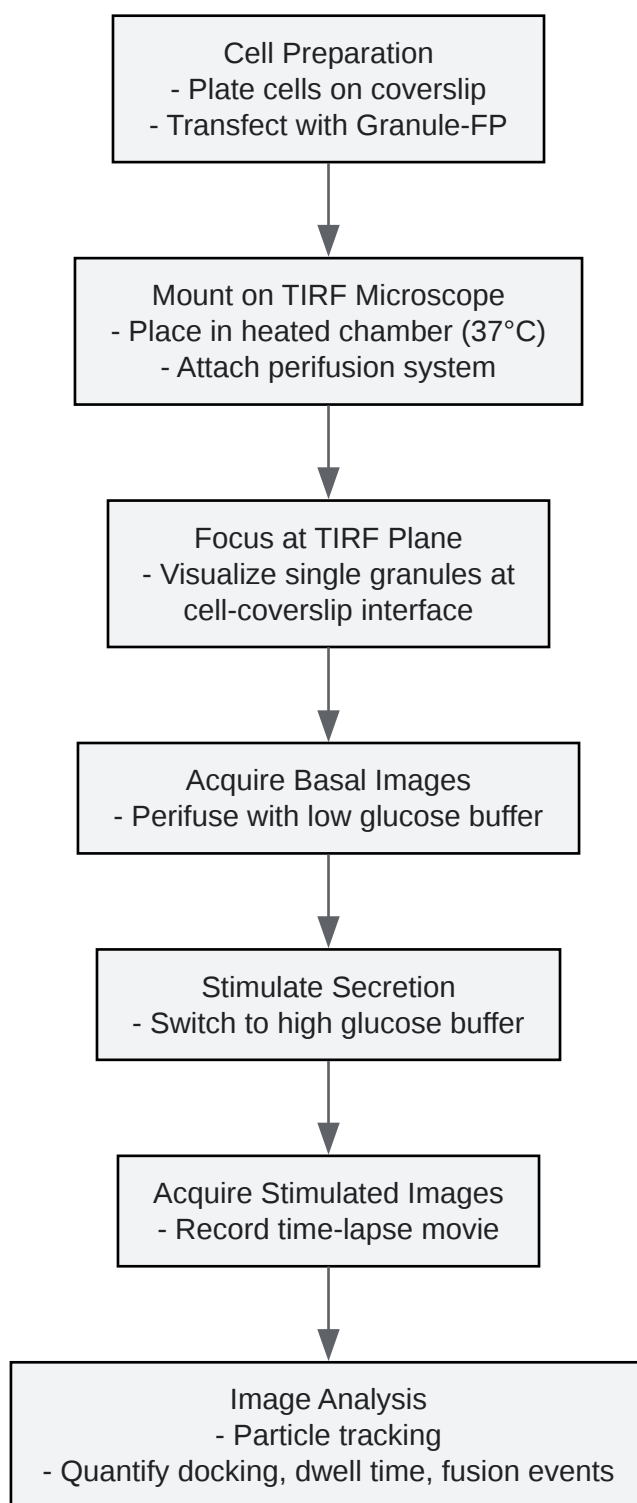 Cell Preparation
- Plate cells on coverslip
- Transfect with Granule-FP
Mount on TIRF Microscope
- Place in heated chamber (37°C)
- Attach perifusion system
Focus at TIRF Plane
- Visualize single granules at
cell-coverslip interface
Acquire Basal Images
- Perifuse with low glucose buffer
Stimulate Secretion
- Switch to high glucose buffer
Acquire Stimulated Images
- Record time-lapse movie
Image Analysis
- Particle tracking
- Quantify docking, dwell time, fusion events